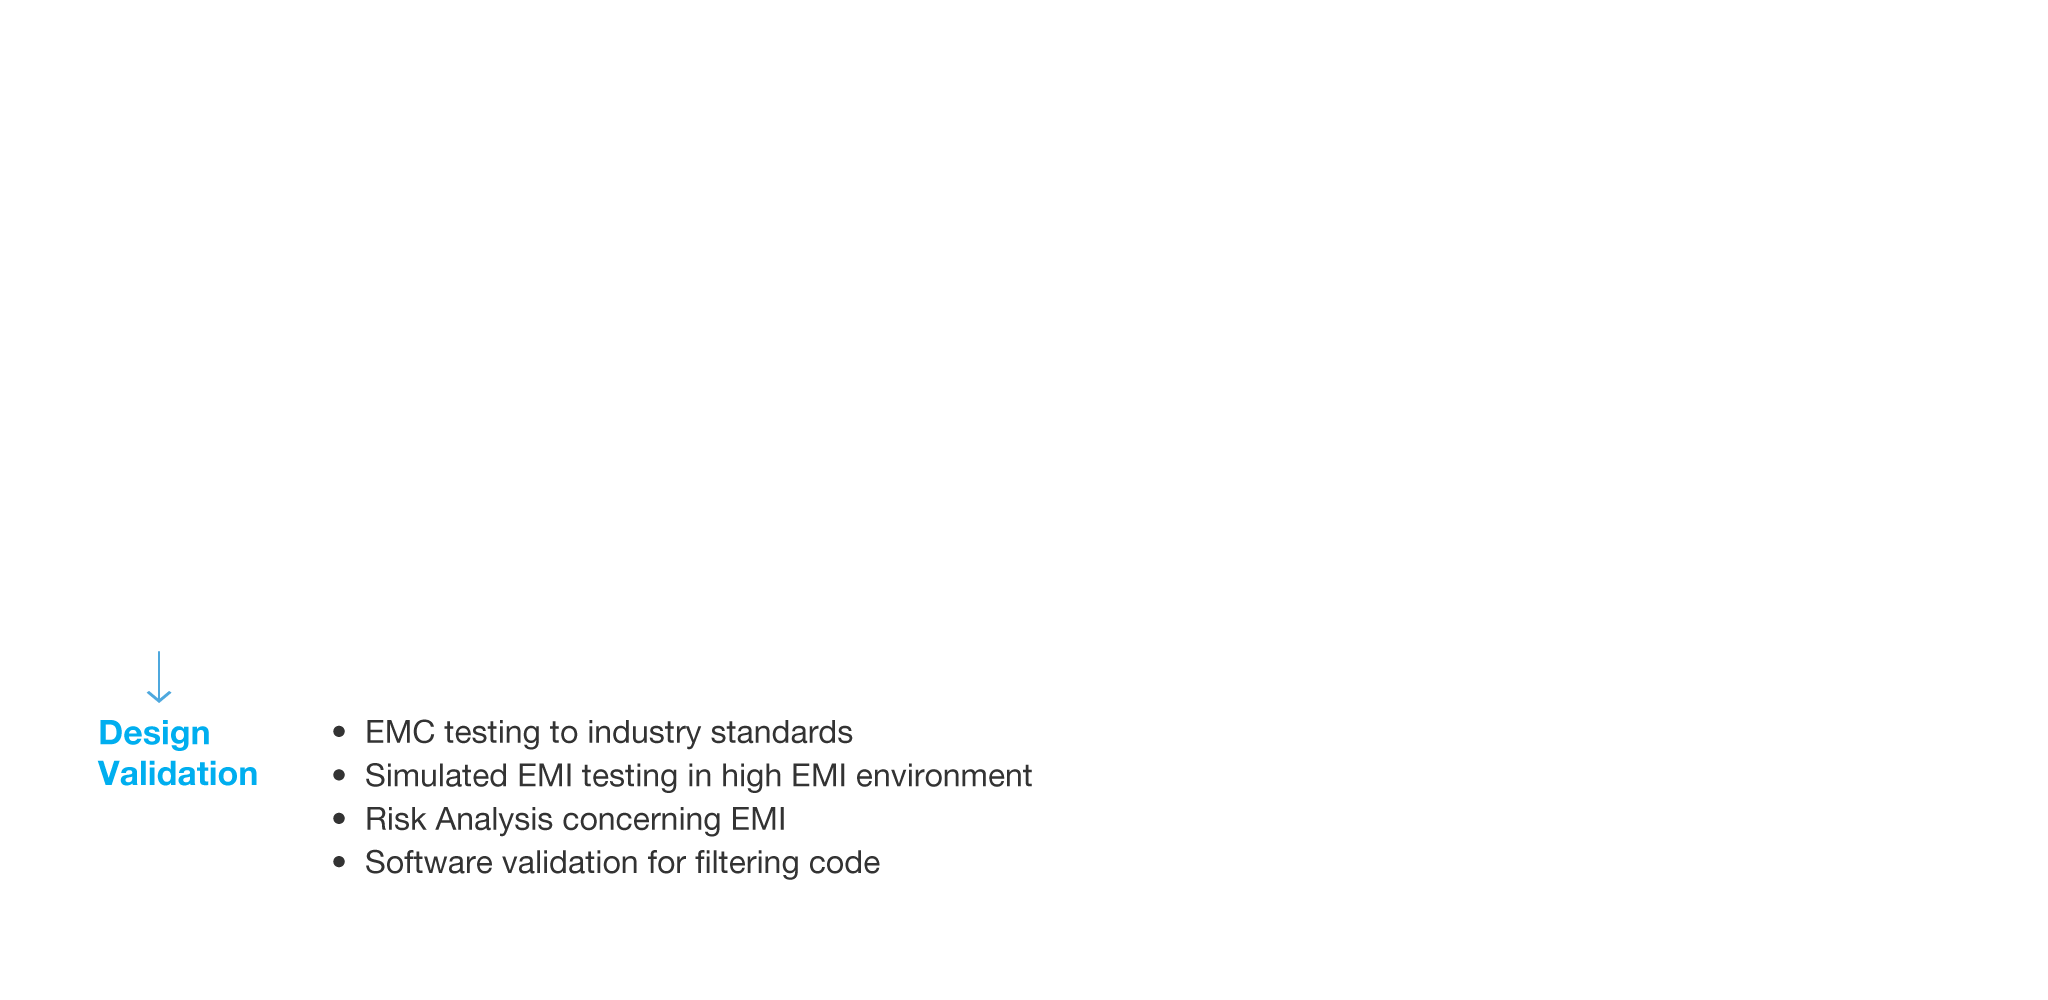 Design
Validation
• EMC testing to industry standards
• Simulated EMI testing in high EMI environment
• Risk Analysis concerning EMI
• Software validation for filtering code